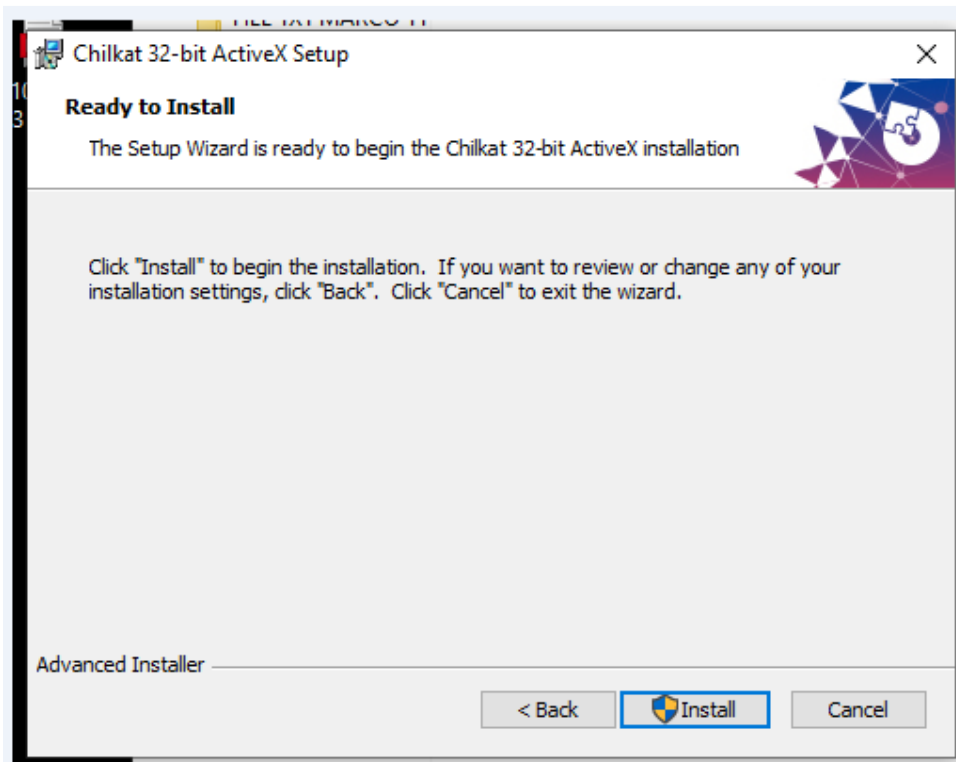 Chilkat 32-bit ActiveX Setup
Ready to Install
The Setup Wizard is ready to begin the Chilkat 32-bit ActiveX installation
Click "Install" to begin the installation.  If you want to review or change any of your
installation settings, click "Back".  Click "Cancel" to exit the wizard.
Advanced Installer
< Back
Install
Cancel